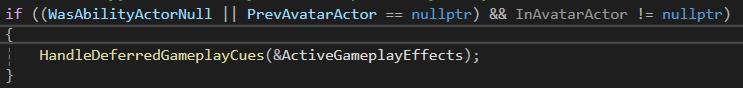 if ((WasAbilityActorNull || PrevAvatarActor == nullptr) && InAvatarActor != nullptr)
{
HandleDeferredGameplayCues(&ActiveGameplayEffects);
}